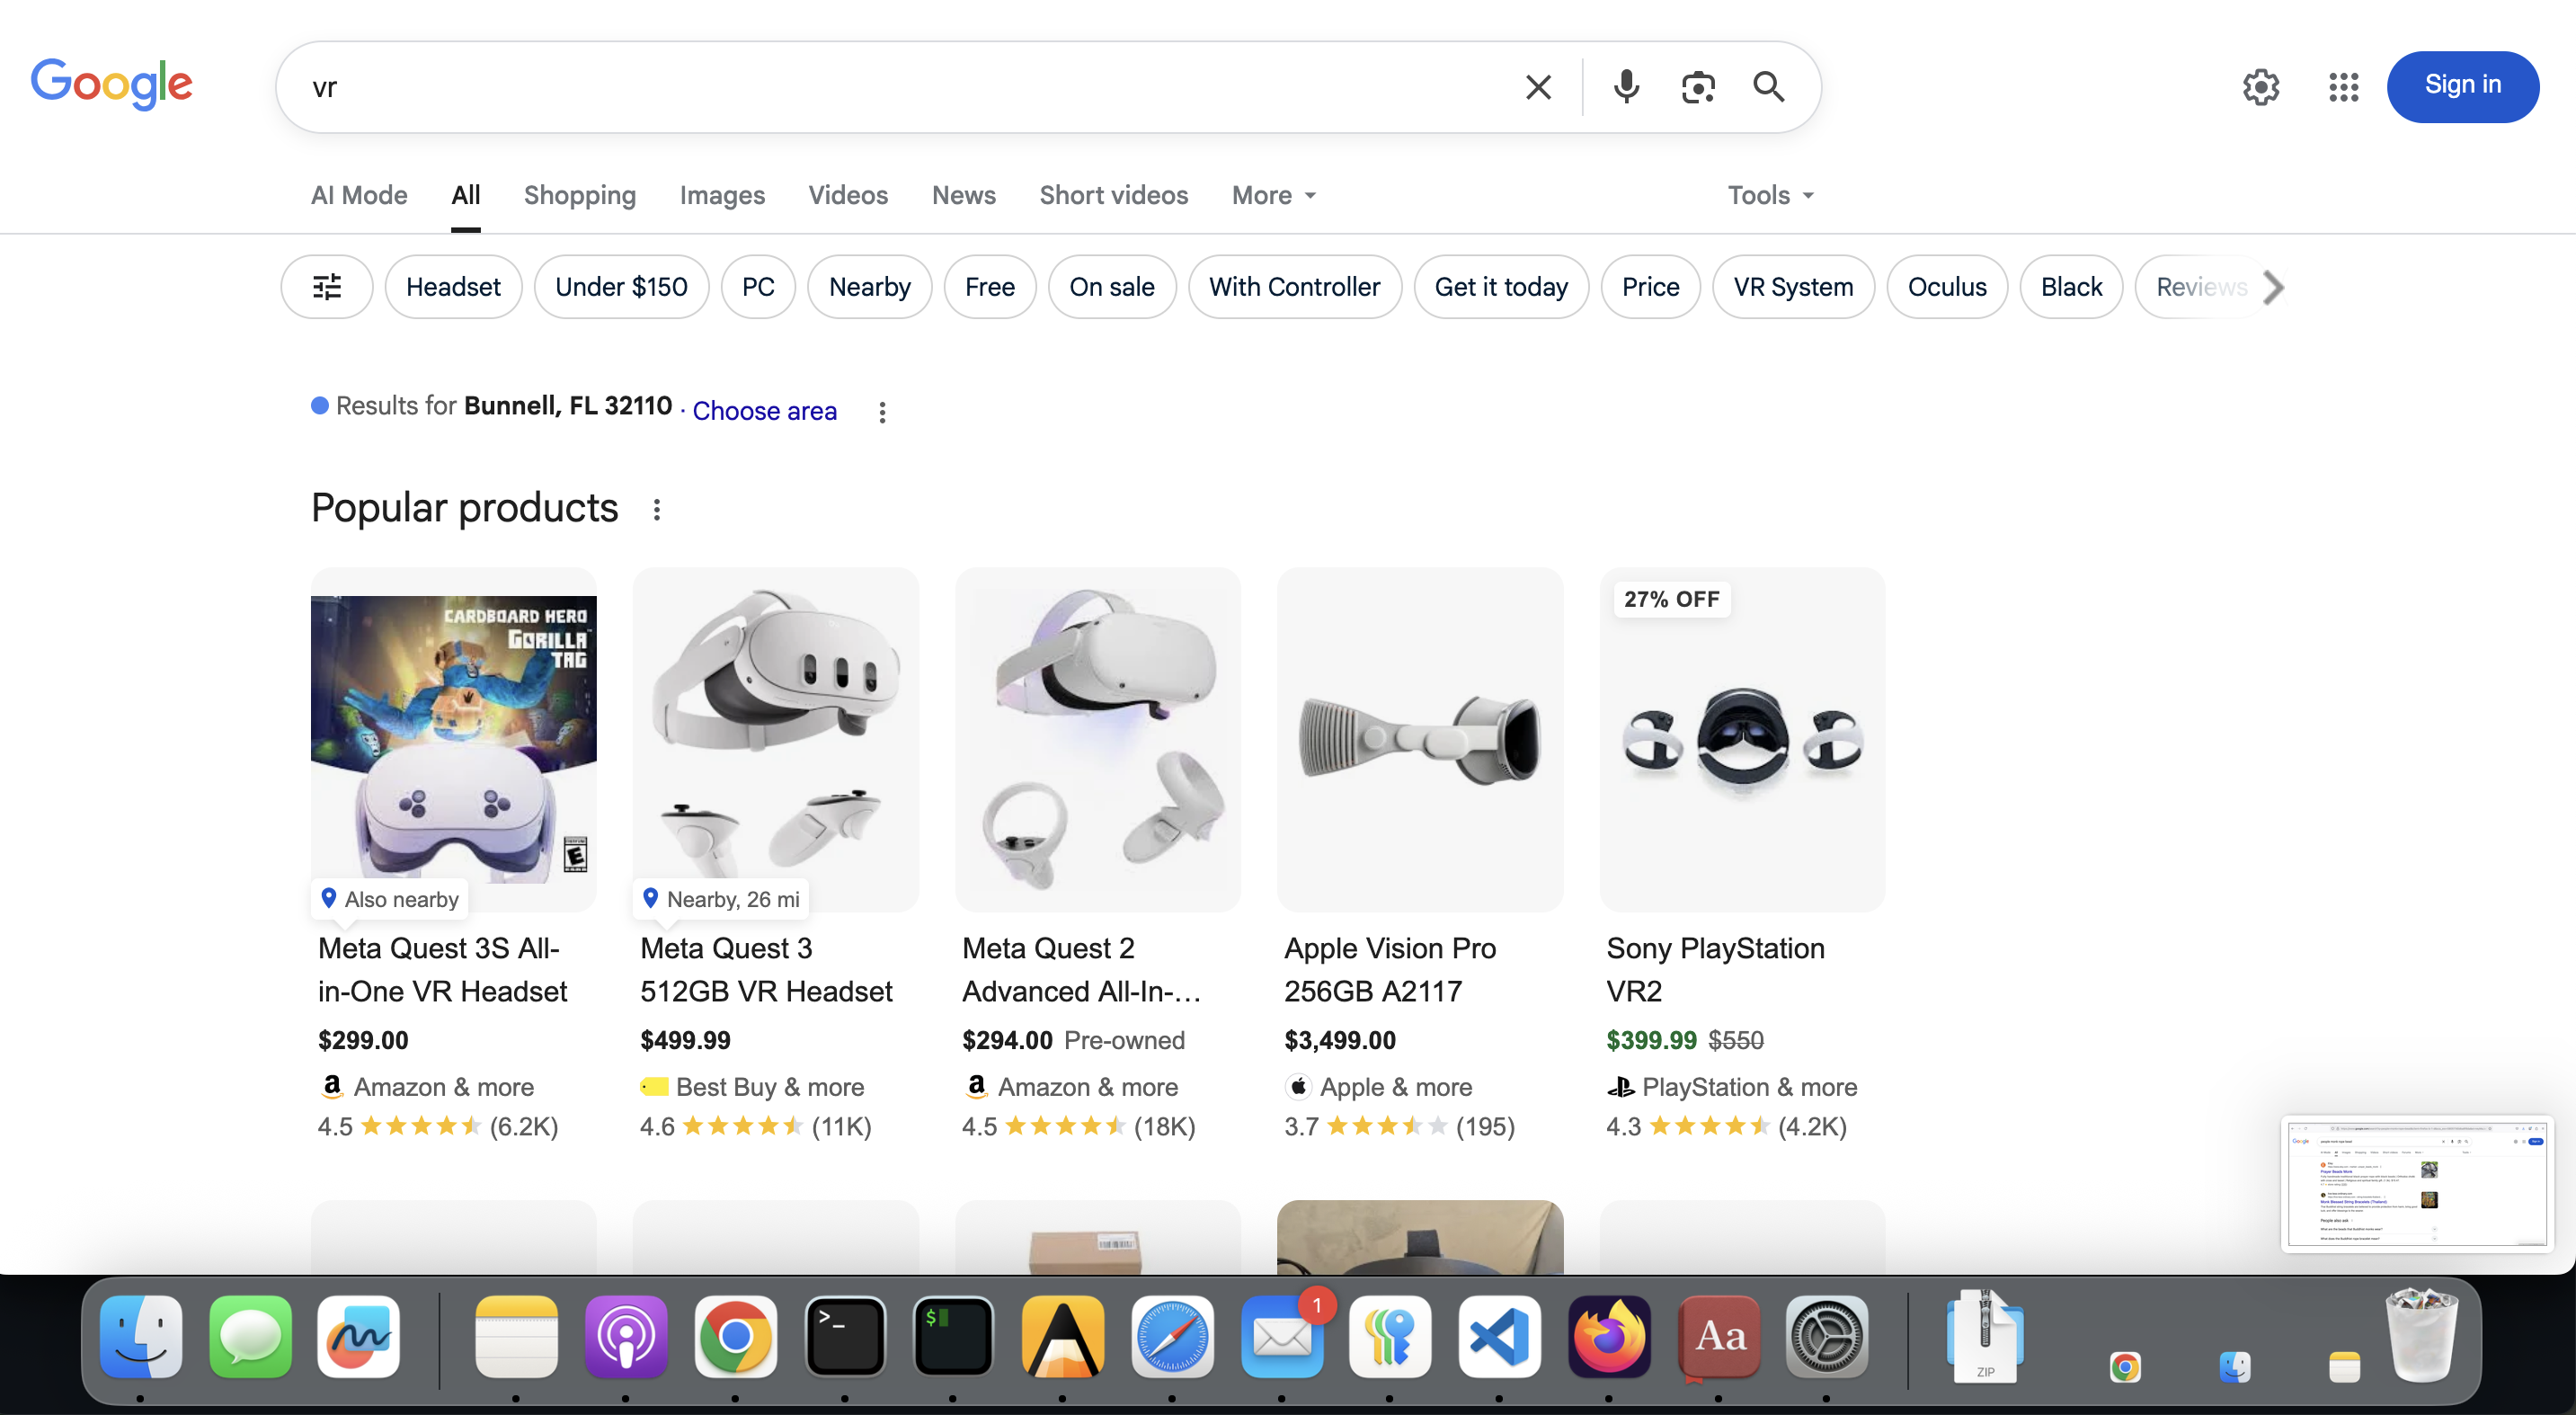 Google
vr
Sign in
AI Mode
All
Shopping
Images
Videos
News
Short videos
More
Tools
Headset
Under $150
PC
Nearby
Free
On sale
With Controller
Get it today
Price
VR System
Oculus
Black
Reviews
Results for Bunnell, FL 32110 · Choose area
Popular products
CARDBOARD HERO
GORILLA
TAG
E
Also nearby
Meta Quest 3S All-
in-One VR Headset
$299.00
Amazon & more
4.5 (6.2K)
Nearby, 26 mi
Meta Quest 3
512GB VR Headset
$499.99
Best Buy & more
4.6 (11K)
Meta Quest 2
Advanced All-In-...
$294.00 Pre-owned
Amazon & more
4.5 (18K)
Apple Vision Pro
256GB A2117
$3,499.00
Apple & more
3.7 (195)
27% OFF
Sony PlayStation
VR2
$399.99 $550
PlayStation & more
4.3 (4.2K)
>_
$
1
Aa
ZIP